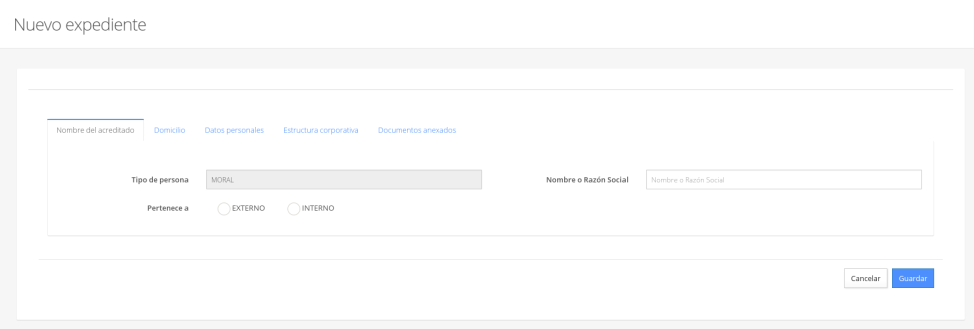 Nuevo expediente
Nombre del acreditado Domicilio Datos personales Estructura corporativa Documentos anexados
Tipo de persona MORAL Nombre o Razón Social Nombre o Razón Social
Pertenece a EXTERNO INTERNO
Cancelar Guardar